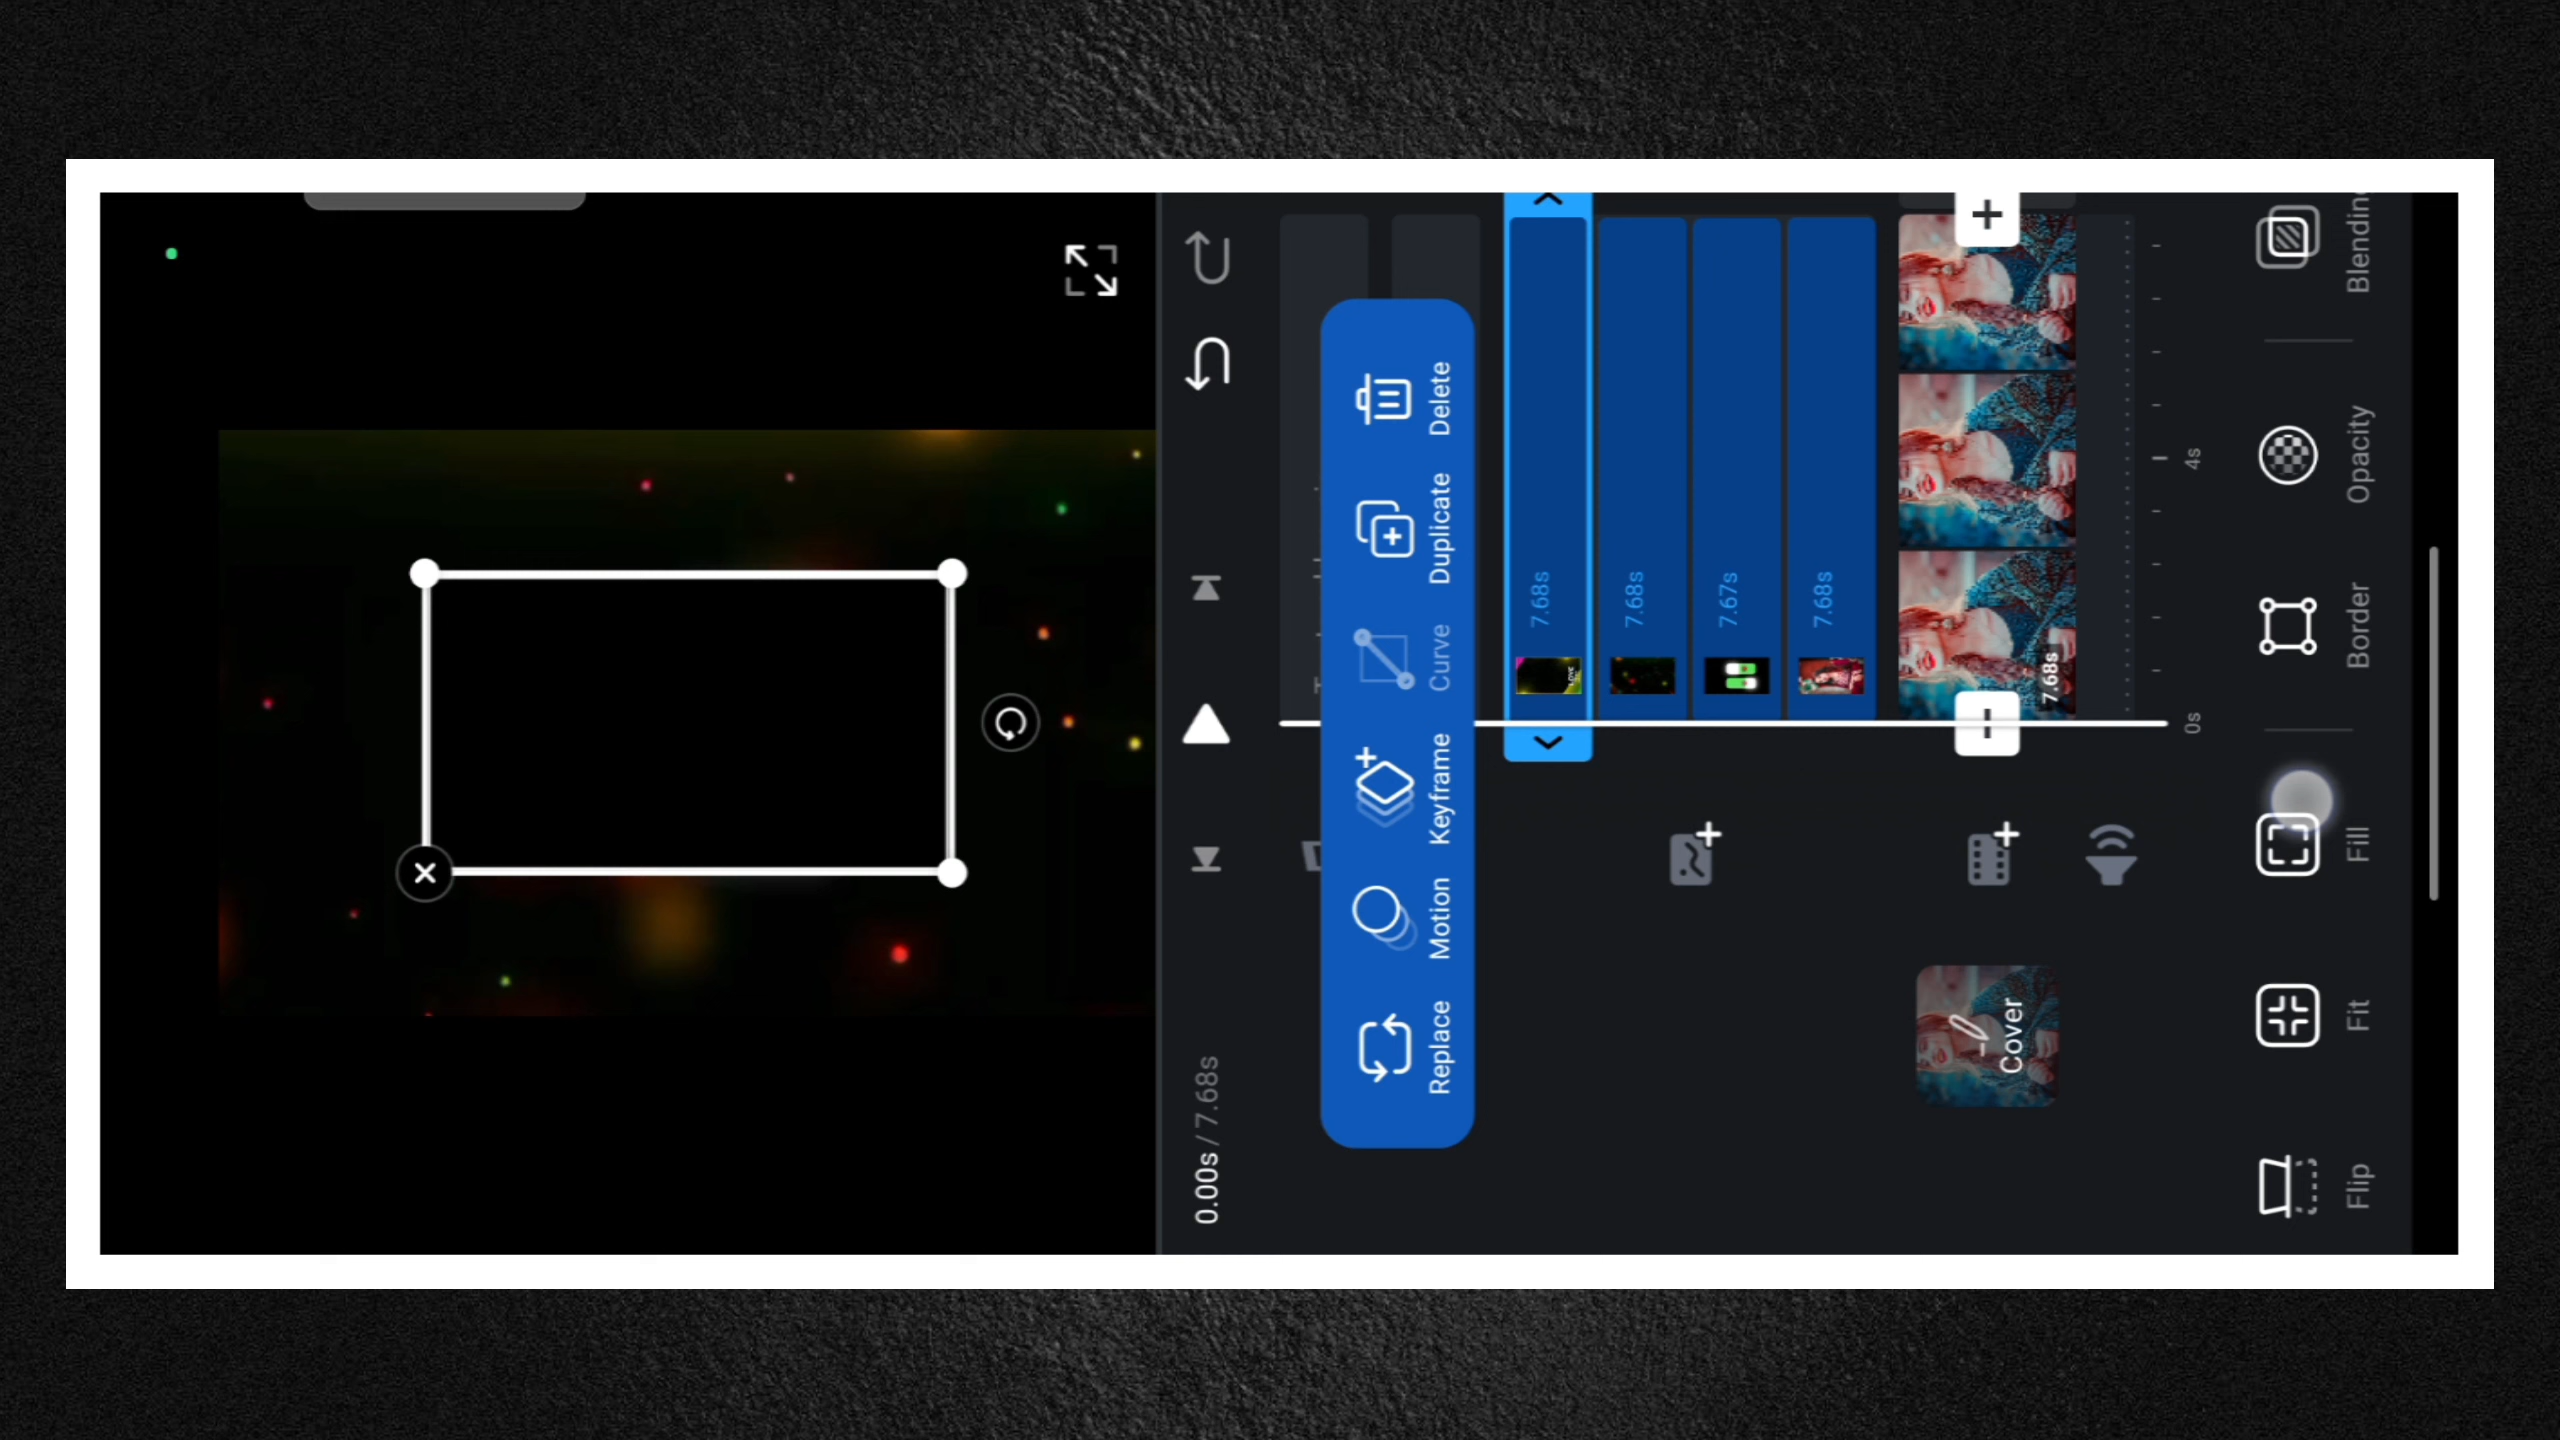 0.00s / 7.68s
Replace
Motion
Keyframe
Curve
Duplicate
Delete
7.68s
7.68s
7.67s
7.68s
Cover
7.68s
0s
4s
Flip
Fit
Fill
Border
Opacity
Blending